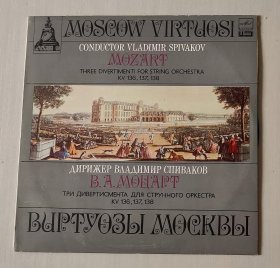 MOSCOW VIRTUOSI
CONDUCTOR VLADIMIR SPIVAKOV
MOZART
THREE DIVERTIMENTI FOR STRING ORCHESTRA
KV 136, 137, 138
ДИРИЖЕР ВЛАДИМИР СПИВАКОВ
В.А.МОЦАРТ
ТРИ ДИВЕРТИСМЕНТА ДЛЯ СТРУННОГО ОРКЕСТРА
KV 136, 137, 138
ВИРТУОЗЫ МОСКВЫ